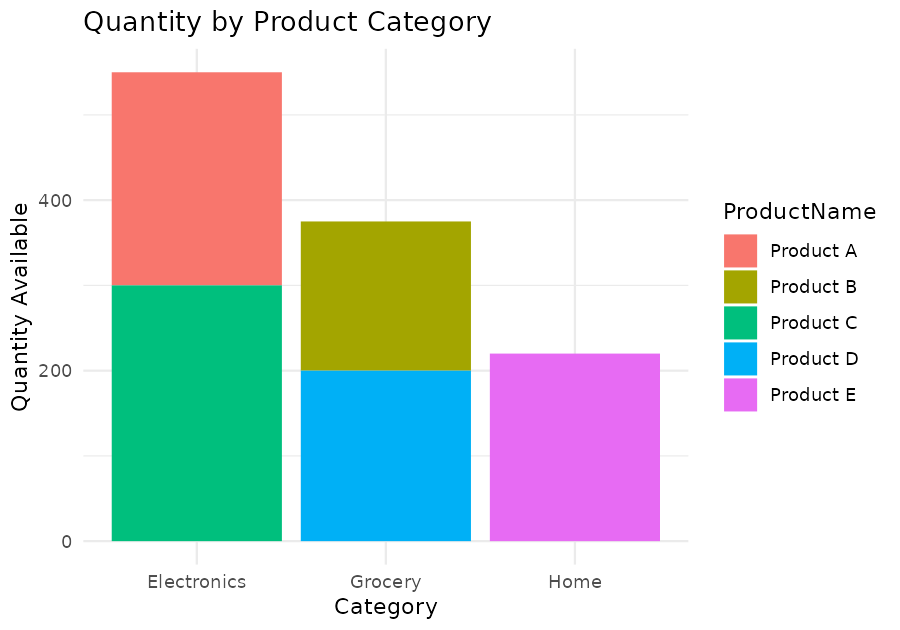 Quantity by Product Category
Quantity Available
400
200
0
Electronics
Grocery
Home
Category
ProductName
Product A
Product B
Product C
Product D
Product E